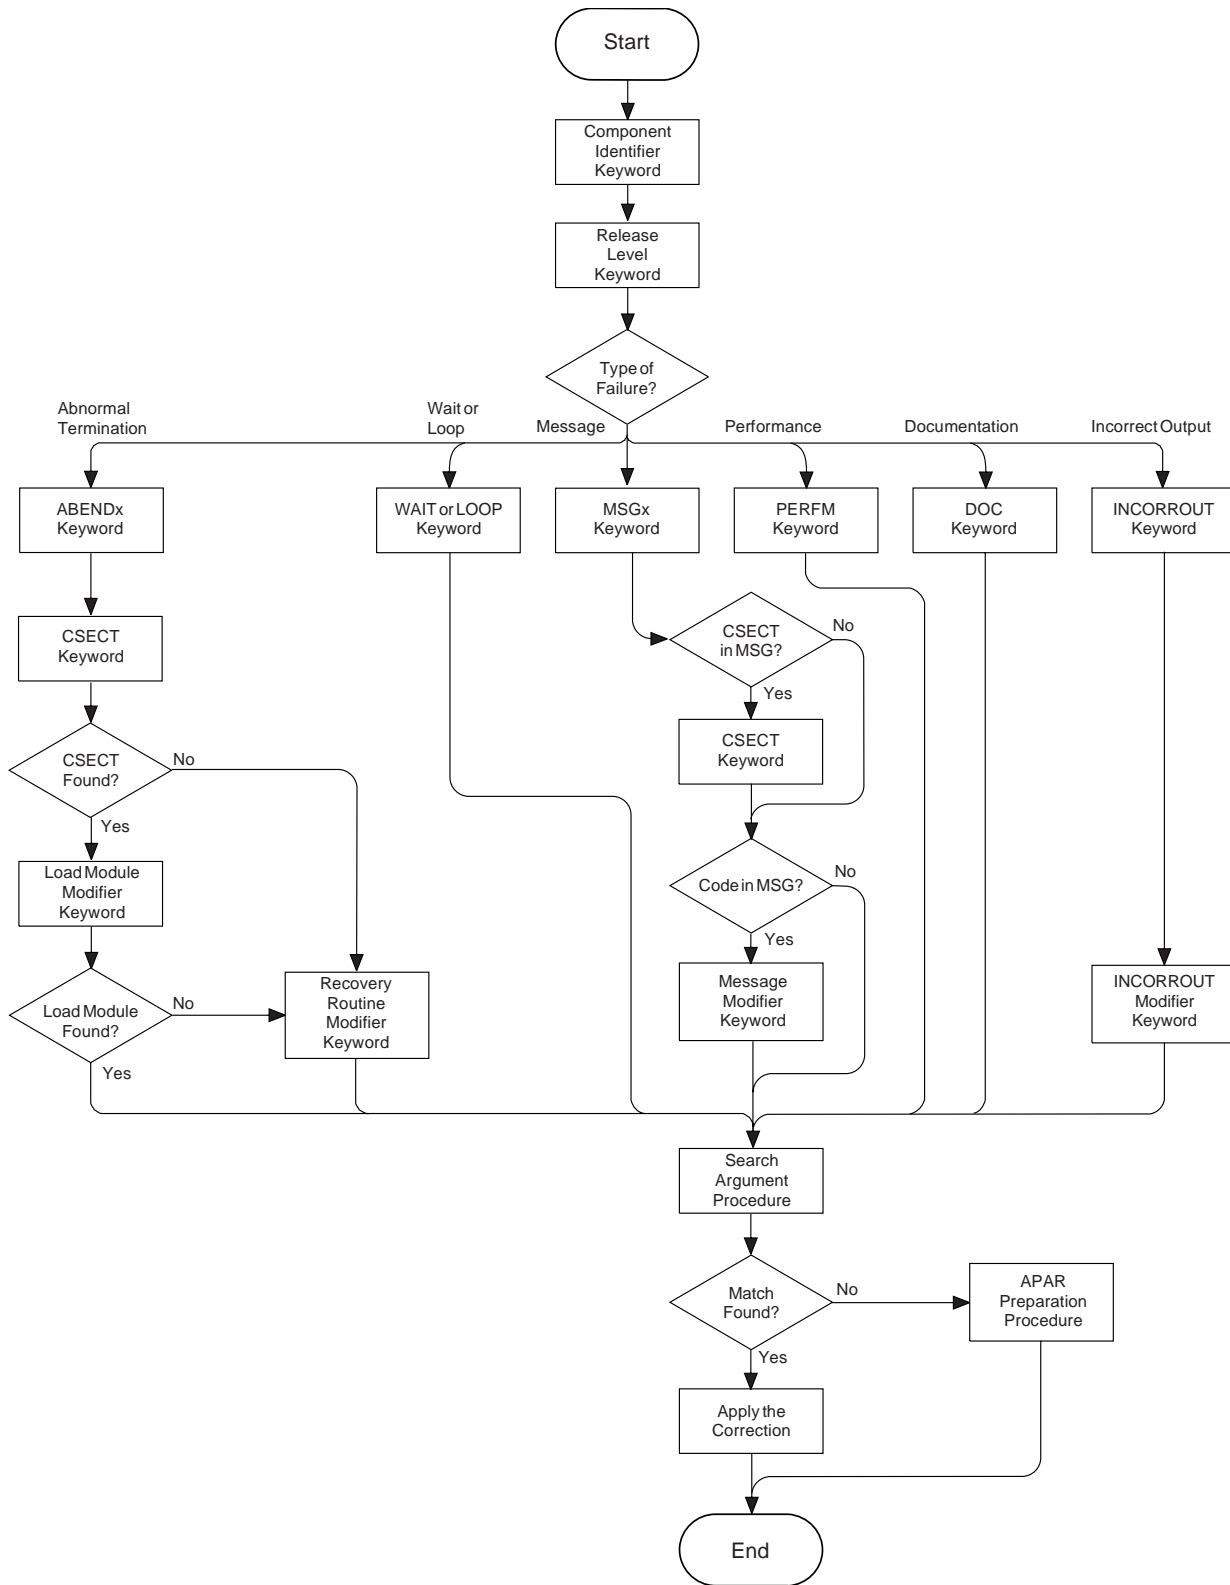 Start
Component
Identifier
Keyword
Release
Level
Keyword
Type of
Failure?
Abnormal
Termination
Wait or
Loop
Message
Performance
Documentation
Incorrect Output
ABENDx
Keyword
WAIT or LOOP
Keyword
MSGx
Keyword
PERFM
Keyword
DOC
Keyword
INCORROUT
Keyword
CSECT
Keyword
CSECT
in MSG?
No
Yes
CSECT
Found?
No
Yes
CSECT
Keyword
Load Module
Modifier
Keyword
Code in MSG?
No
Yes
Load Module
Found?
No
Yes
Recovery
Routine
Modifier
Keyword
Message
Modifier
Keyword
INCORROUT
Modifier
Keyword
Search
Argument
Procedure
Match
Found?
No
Yes
APAR
Preparation
Procedure
Apply the
Correction
End